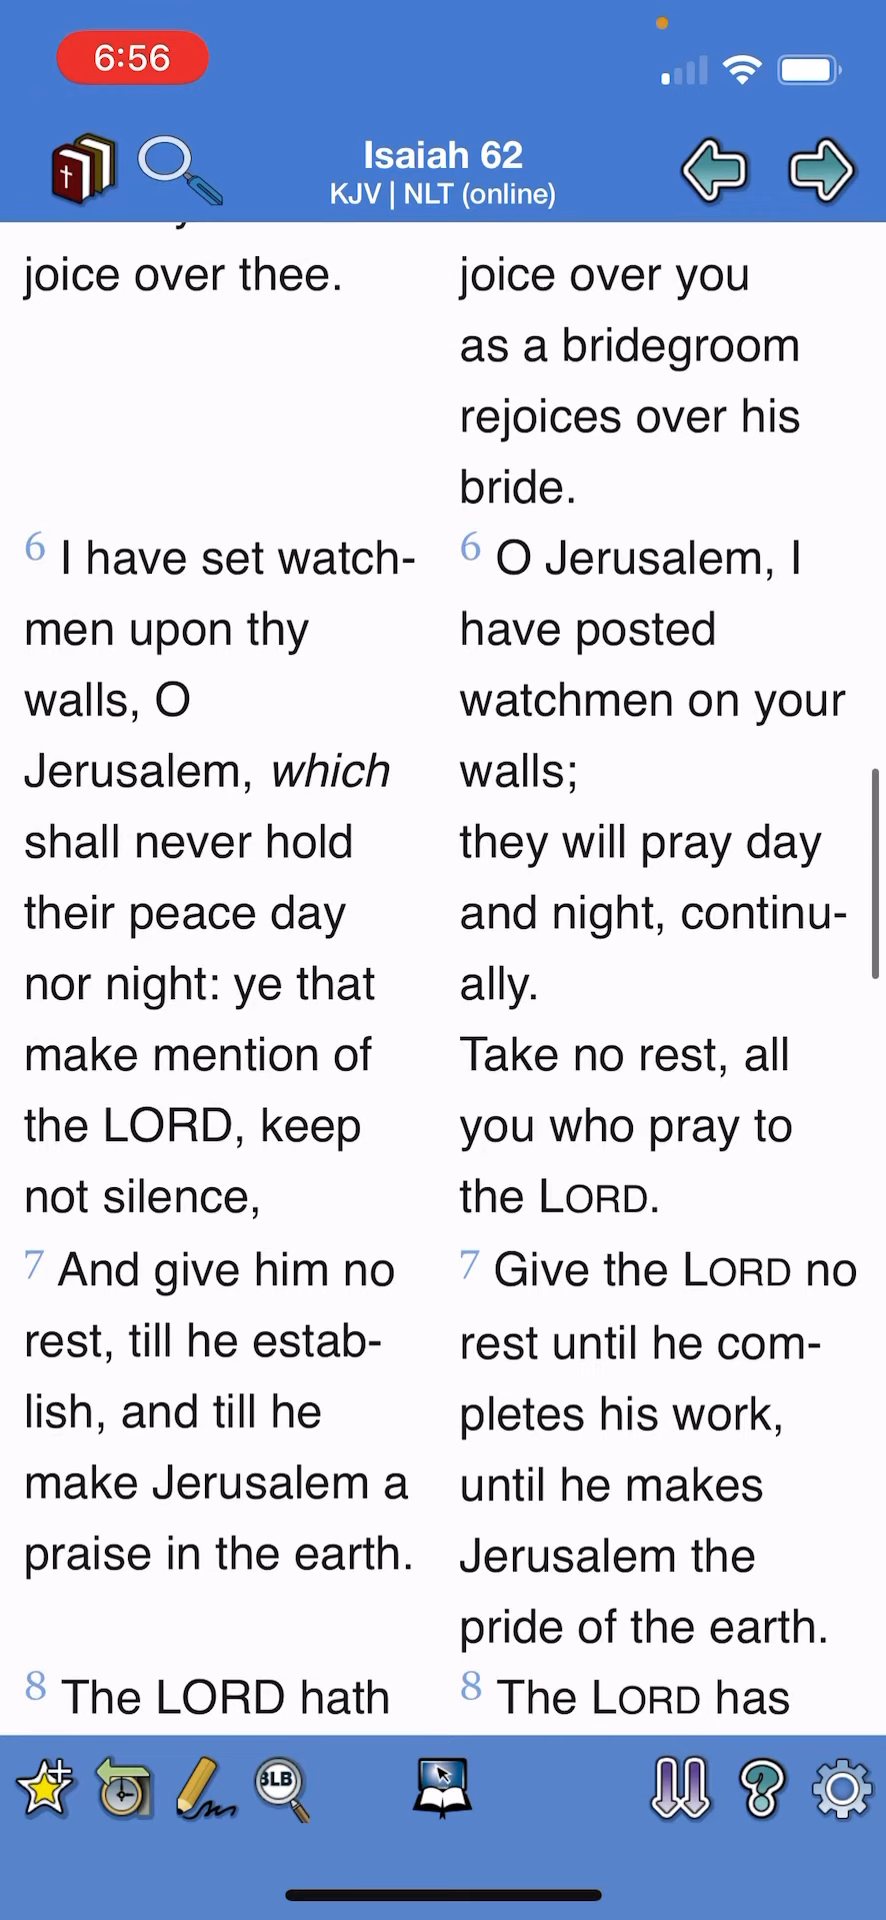 6:56
Isaiah 62
KJV | NLT (online)
joice over thee.
6 I have set watch-
men upon thy
walls, O
Jerusalem, which
shall never hold
their peace day
nor night: ye that
make mention of
the LORD, keep
not silence,
7 And give him no
rest, till he estab-
lish, and till he
make Jerusalem a
praise in the earth.
8 The LORD hath
joice over you
as a bridegroom
rejoices over his
bride.
6 O Jerusalem, I
have posted
watchmen on your
walls;
they will pray day
and night, continu-
ally.
Take no rest, all
you who pray to
the LORD.
7 Give the LORD no
rest until he com-
pletes his work,
until he makes
Jerusalem the
pride of the earth.
8 The LORD has
BLB